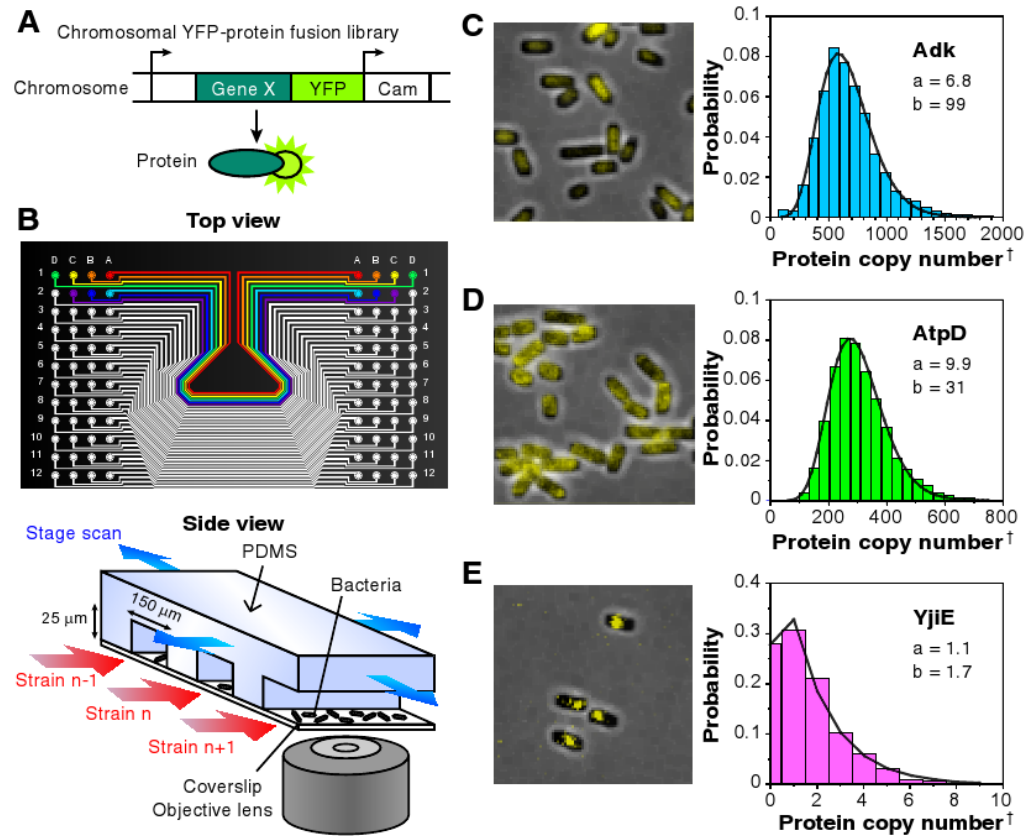 A
Chromosomal YFP-protein fusion library
Chromosome
Gene X
YFP
Cam
Protein
B
Top view
D C B A
A B C D
1
2
3
4
5
6
7
8
9
10
11
12
1
2
3
4
5
6
7
8
9
10
11
12
Side view
Stage scan
PDMS
Bacteria
150 μm
25 μm
Strain n-1
Strain n
Strain n+1
Coverslip
Objective lens
C
Probability
0.1
0.08
0.06
0.04
0.02
0
Adk
a = 6.8
b = 99
0 500 1000 1500 2000
Protein copy number†
D
Probability
0.1
0.08
0.06
0.04
0.02
0
AtpD
a = 9.9
b = 31
0 200 400 600 800
Protein copy number†
E
Probability
0.4
0.3
0.2
0.1
0
YjiE
a = 1.1
b = 1.7
0 2 4 6 8 10
Protein copy number†